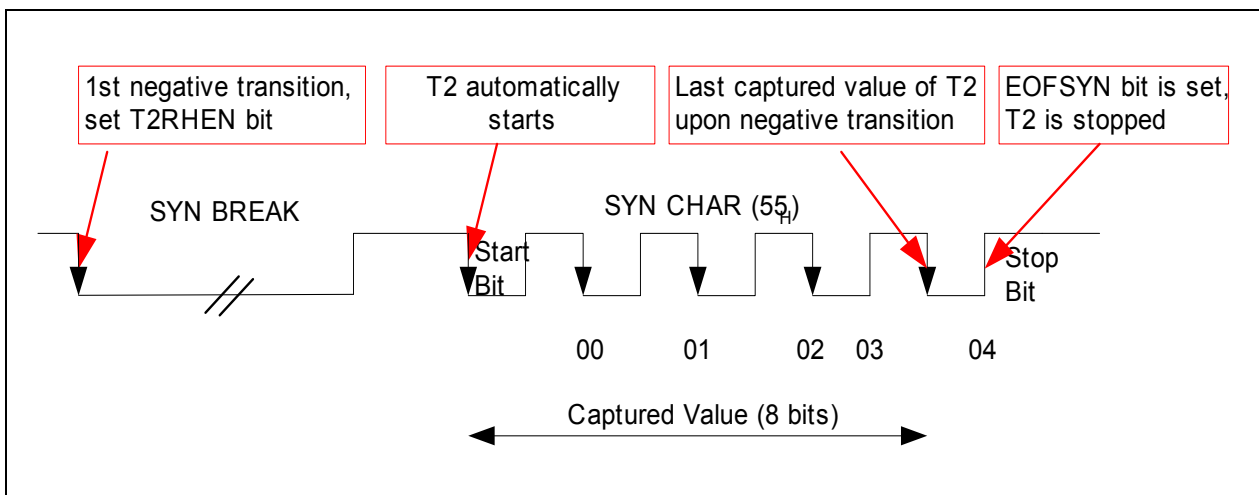 1st negative transition,
set T2RHEN bit
T2 automatically
starts
Last captured value of T2
upon negative transition
EOFSYN bit is set,
T2 is stopped
SYN BREAK
SYN CHAR (55H)
Start
Bit
Stop
Bit
00 01 02 03 04
Captured Value (8 bits)